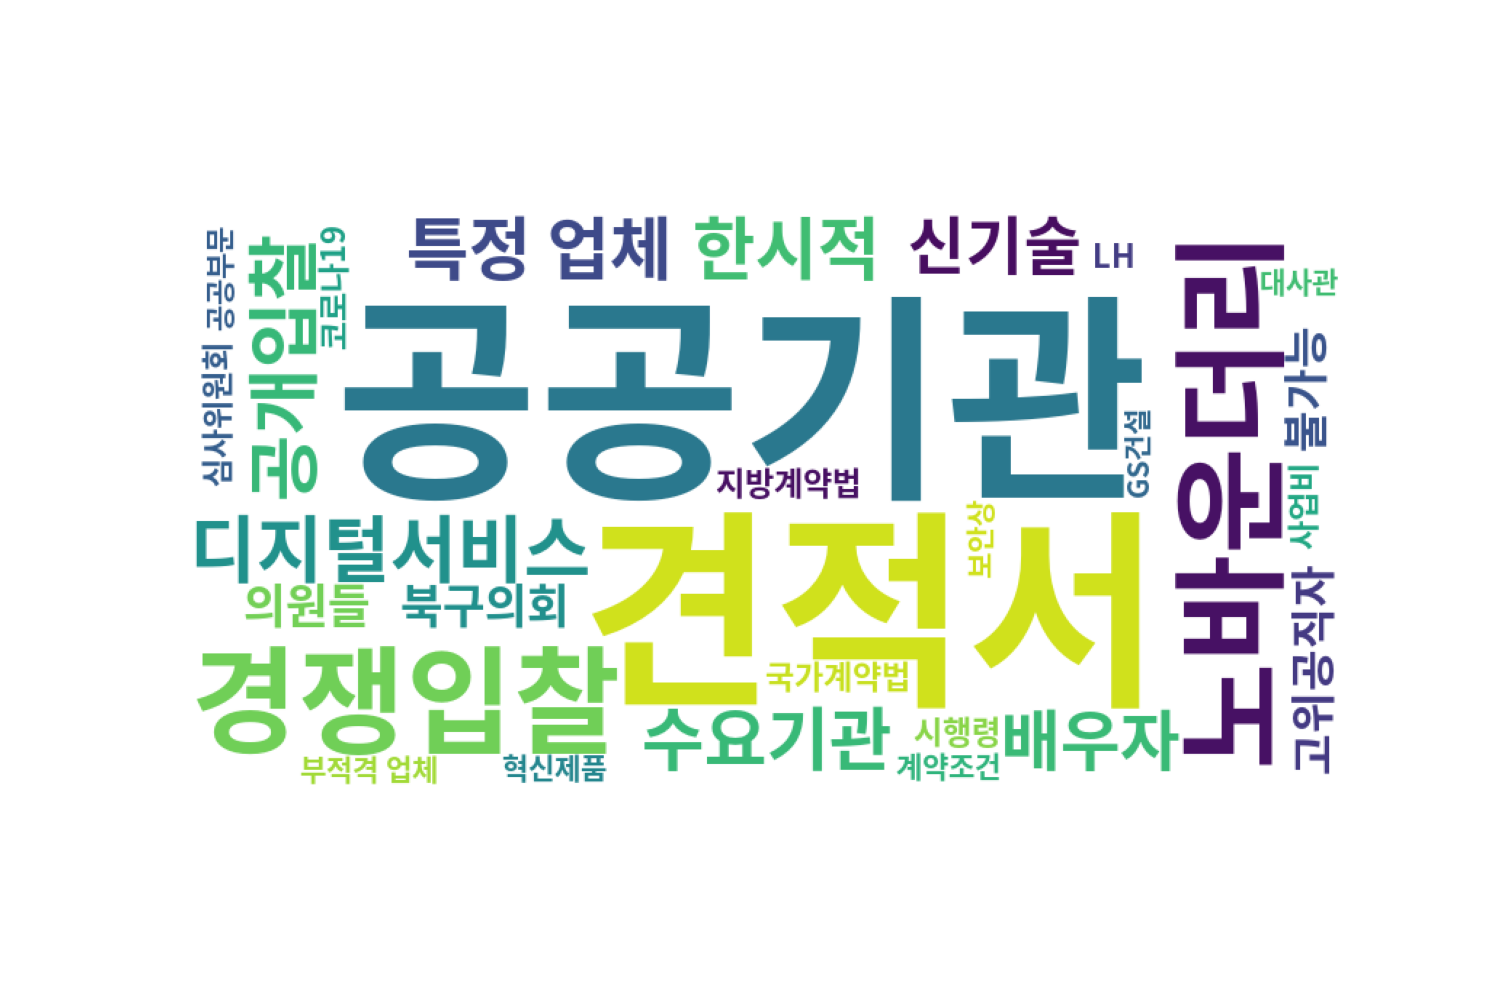 특정 업체
한시적
신기술
LH
공공부문
심사위원회
공개입찰
코로나19
공공기관
노바운더리
대사관
불가능
GS건설
지방계약법
사업비
디지털서비스
견적서
보안상
의원들
북구의회
고위공직자
경쟁입찰
국가계약법
수요기관
시행령
배우자
부적격 업체
혁신제품
계약조건